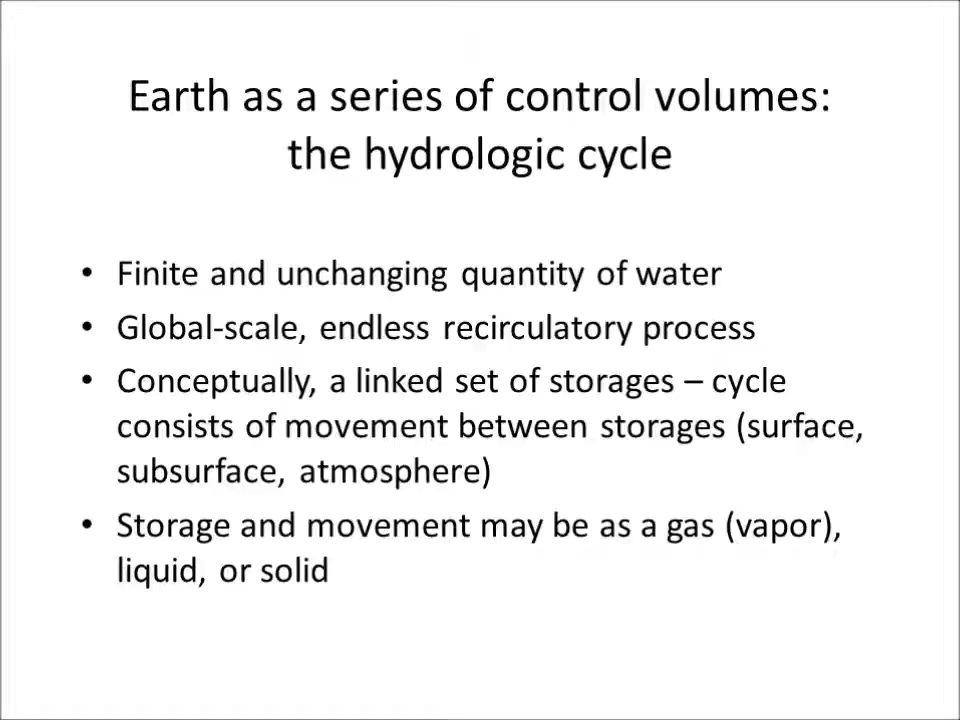 Earth as a series of control volumes:
the hydrologic cycle
• Finite and unchanging quantity of water
• Global-scale, endless recirculatory process
• Conceptually, a linked set of storages – cycle
consists of movement between storages (surface,
subsurface, atmosphere)
• Storage and movement may be as a gas (vapor),
liquid, or solid